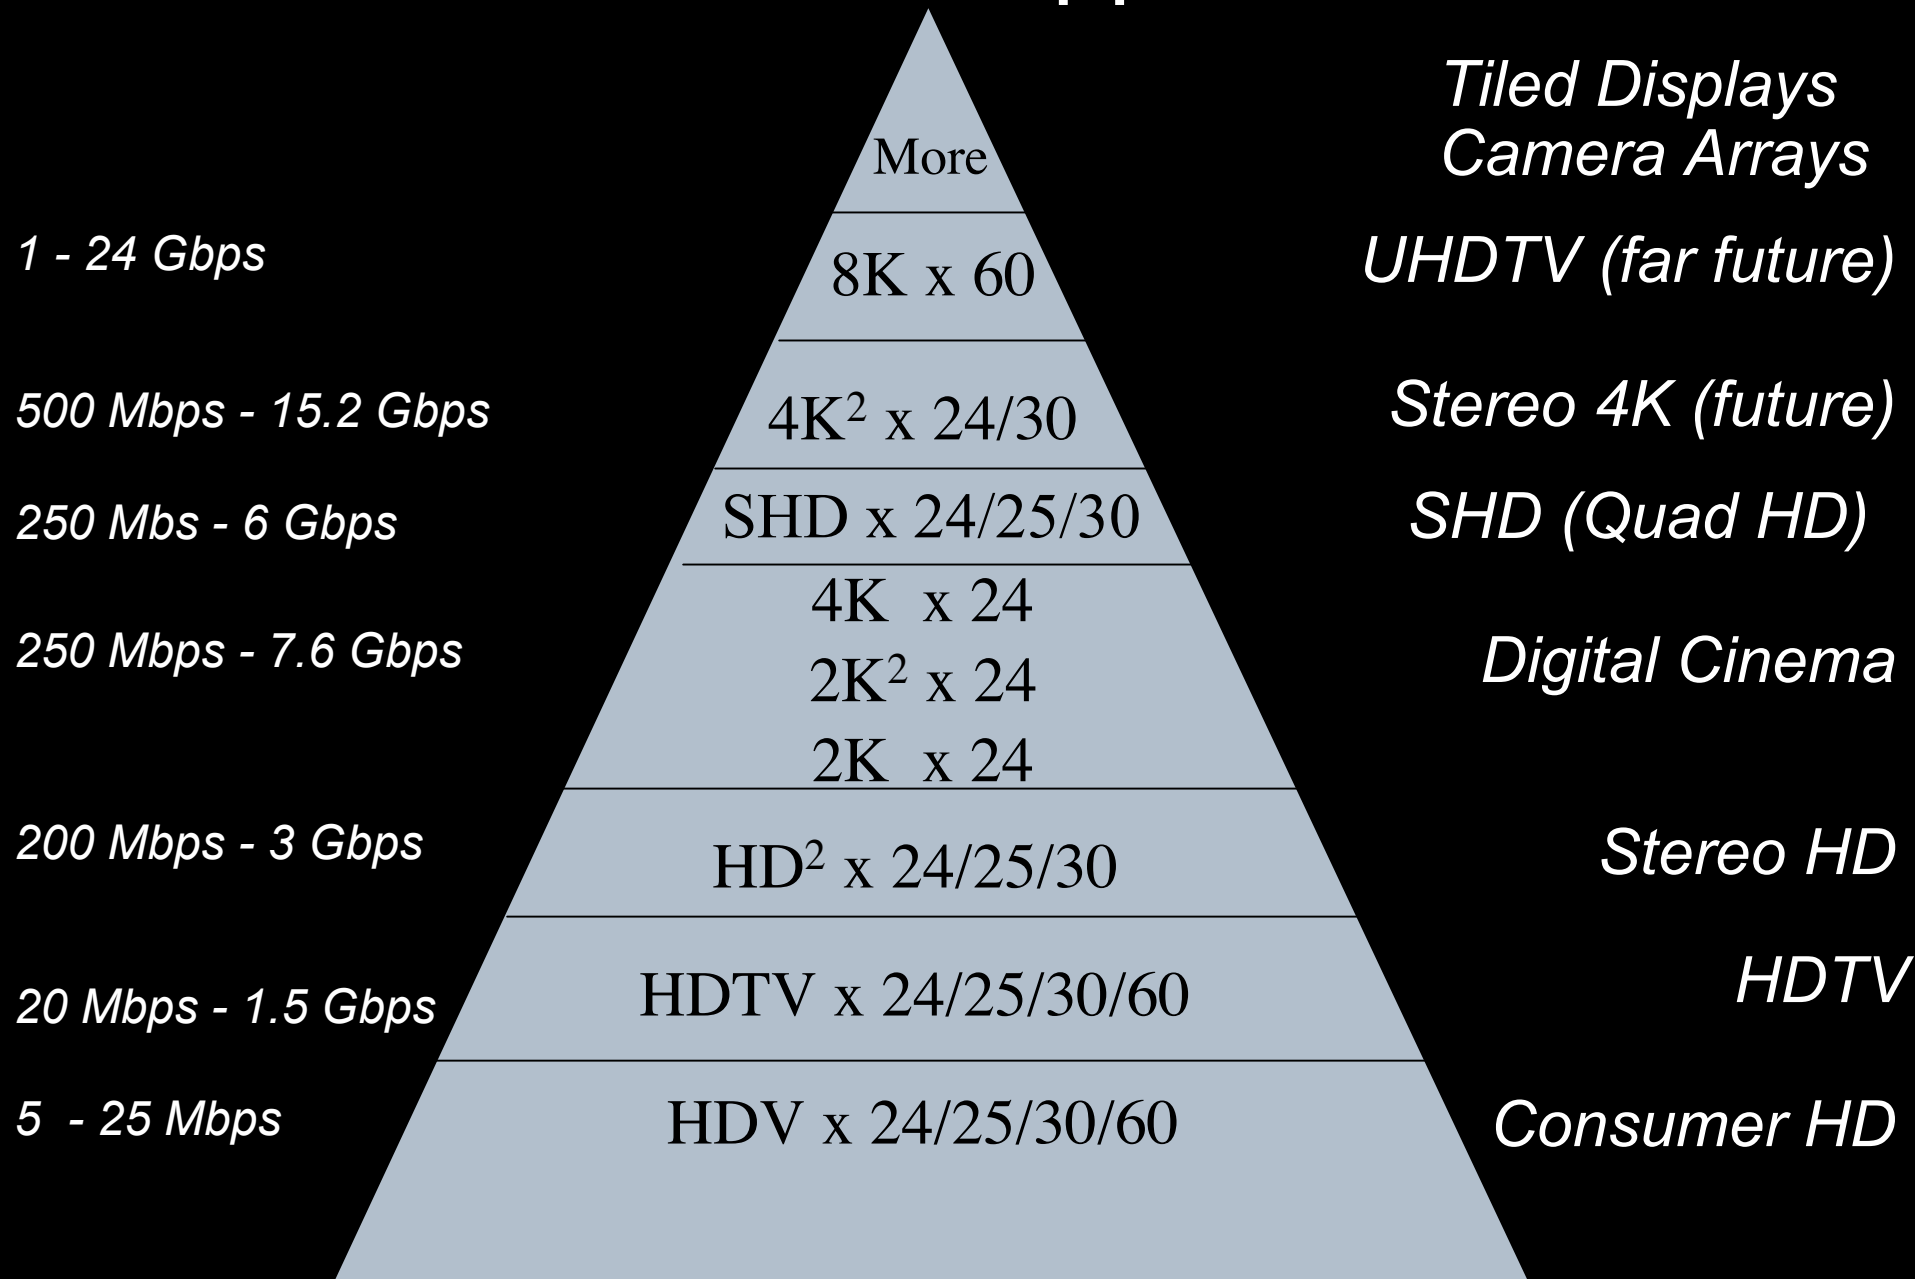 Tiled Displays
Camera Arrays
More
1 - 24 Gbps
8K x 60
UHDTV (far future)
500 Mbps - 15.2 Gbps
4K² x 24/30
Stereo 4K (future)
250 Mbs - 6 Gbps
SHD x 24/25/30
SHD (Quad HD)
4K x 24
250 Mbps - 7.6 Gbps
2K² x 24
Digital Cinema
2K x 24
200 Mbps - 3 Gbps
HD² x 24/25/30
Stereo HD
20 Mbps - 1.5 Gbps
HDTV x 24/25/30/60
HDTV
5 - 25 Mbps
HDV x 24/25/30/60
Consumer HD